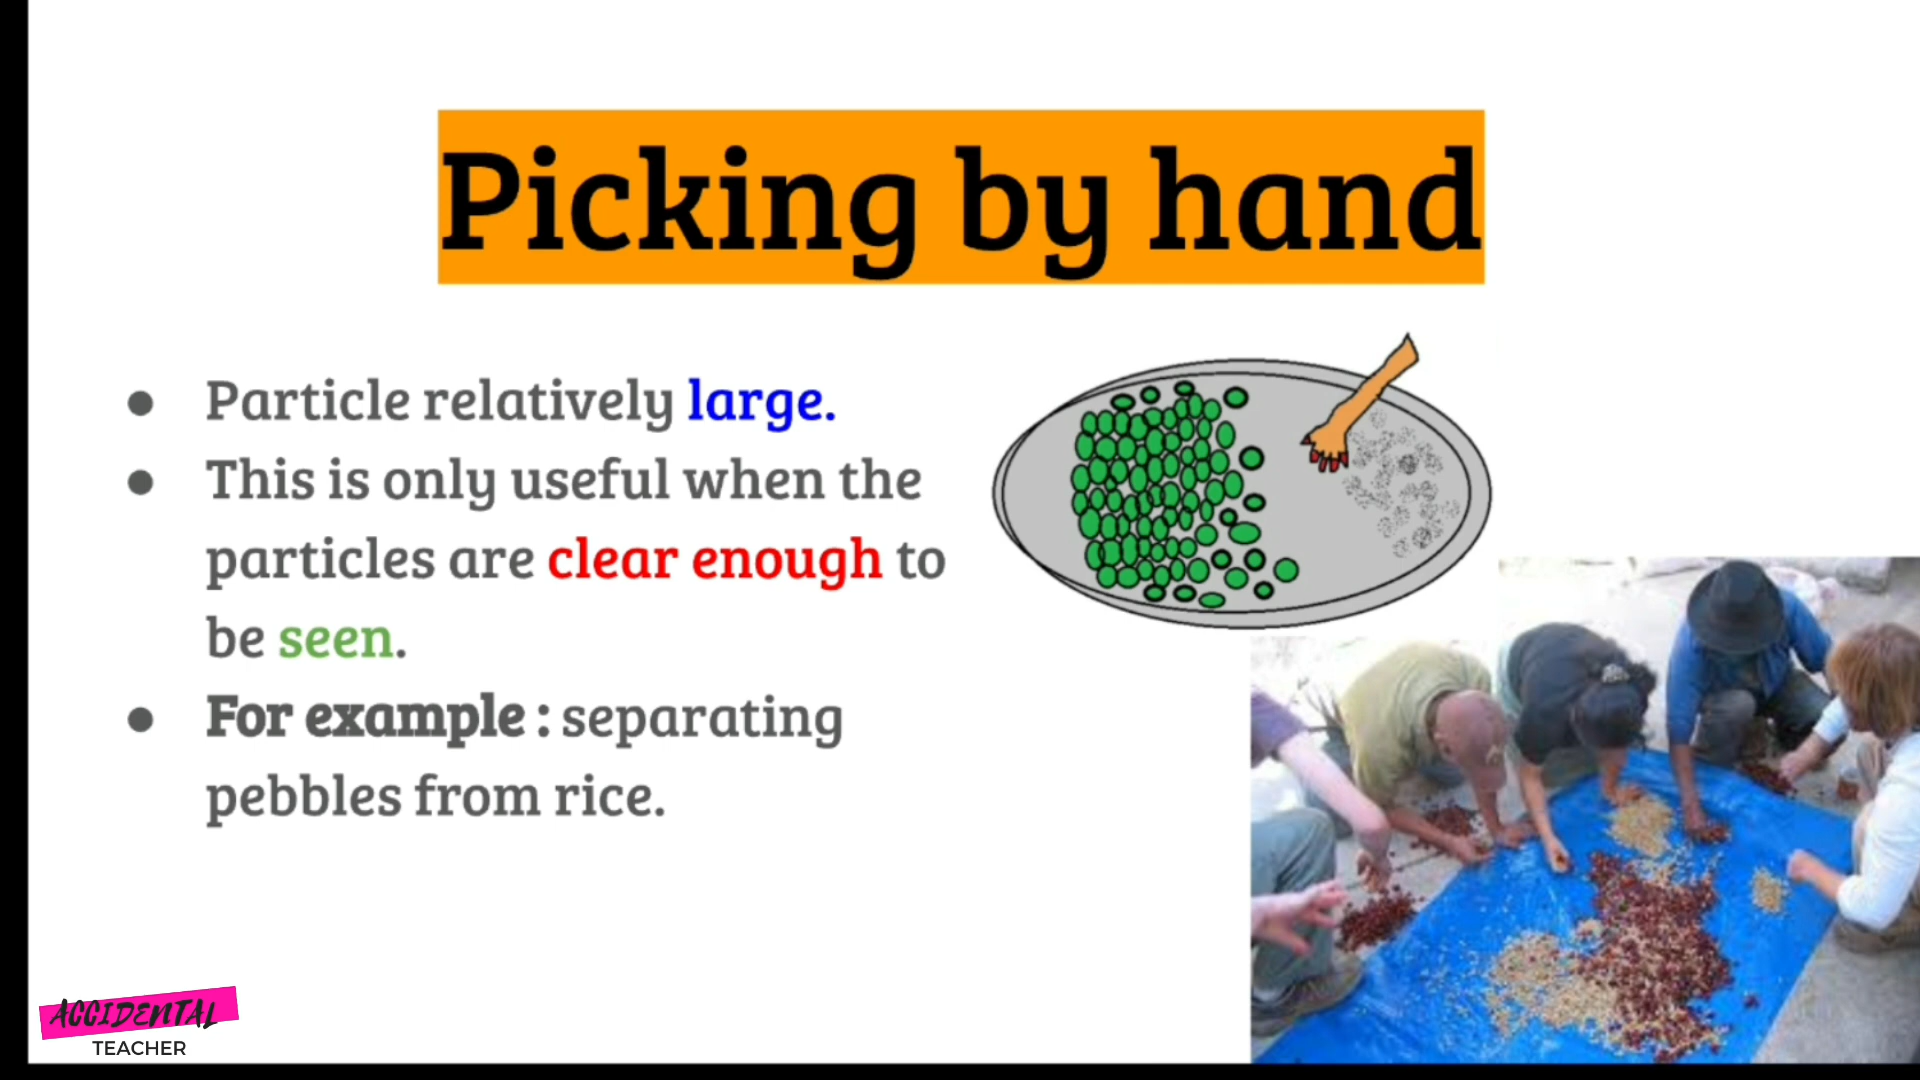 Picking by hand
● Particle relatively large.
● This is only useful when the
particles are clear enough to
be seen.
● For example : separating
pebbles from rice.
ACCIDENTAL
TEACHER